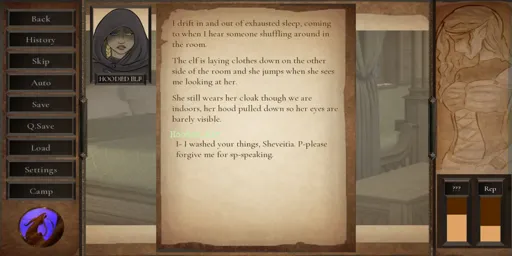 Back
History
Skip
Auto
Save
Q.Save
Load
Settings
Camp
I drift in and out of exhausted sleep, coming
to when I hear someone shuffling around in
the room.
The elf is laying clothes down on the other
side of the room and she jumps when she sees
me looking at her.
She still wears her cloak though we are
indoors, her hood pulled down so her eyes are
barely visible.
I- I washed your things, Sheveitia. P-please
forgive me for sp-speaking.
???
Rep